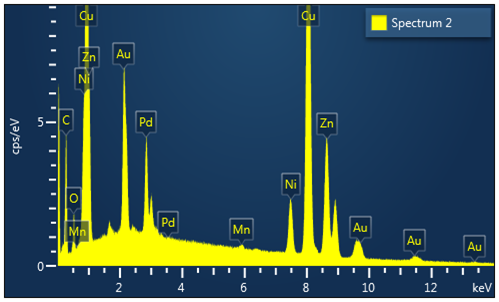 Cu
Cu
Spectrum 2
Zn
Au
Ni
C
Pd
Zn
5
cps/eV
Ni
O
Mn
Pd
Mn
Au
Au
Au
0
2
4
6
8
10
12
keV